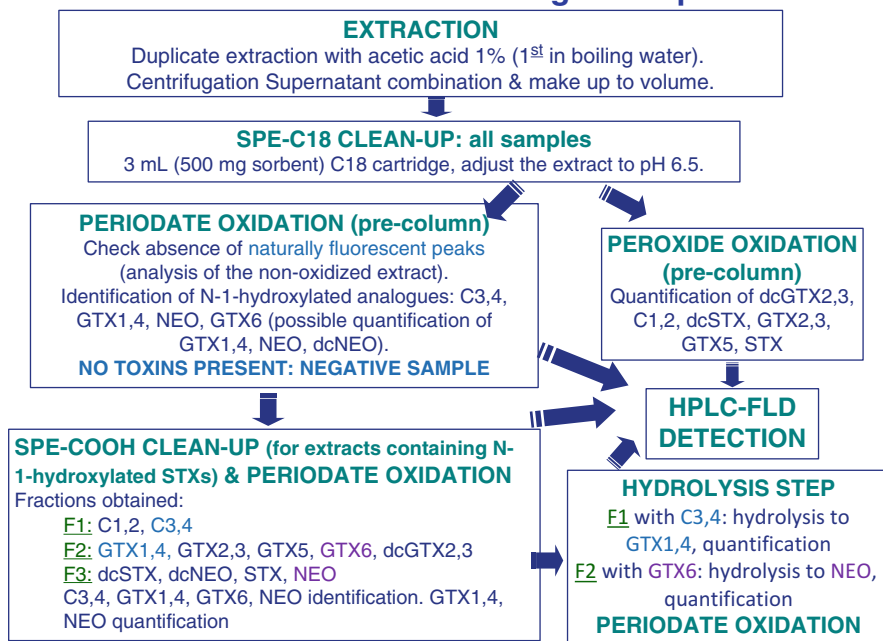 EXTRACTION
Duplicate extraction with acetic acid 1% (1st in boiling water).
Centrifugation Supernatant combination & make up to volume.
SPE-C18 CLEAN-UP: all samples
3 mL (500 mg sorbent) C18 cartridge, adjust the extract to pH 6.5.
PERIODATE OXIDATION (pre-column)
Check absence of naturally fluorescent peaks
(analysis of the non-oxidized extract).
Identification of N-1-hydroxylated analogues: C3,4,
GTX1,4, NEO, GTX6 (possible quantification of
GTX1,4, NEO, dcNEO).
NO TOXINS PRESENT: NEGATIVE SAMPLE
PEROXIDE OXIDATION
(pre-column)
Quantification of dcGTX2,3,
C1,2, dcSTX, GTX2,3,
GTX5, STX
HPLC-FLD
DETECTION
SPE-COOH CLEAN-UP (for extracts containing N-
1-hydroxylated STXs) & PERIODATE OXIDATION
Fractions obtained:
F1: C1,2, C3,4
F2: GTX1,4, GTX2,3, GTX5, GTX6, dcGTX2,3
F3: dcSTX, dcNEO, STX, NEO
C3,4, GTX1,4, GTX6, NEO identification. GTX1,4,
NEO quantification
HYDROLYSIS STEP
F1 with C3,4: hydrolysis to
GTX1,4, quantification
F2 with GTX6: hydrolysis to NEO,
quantification
PERIODATE OXIDATION